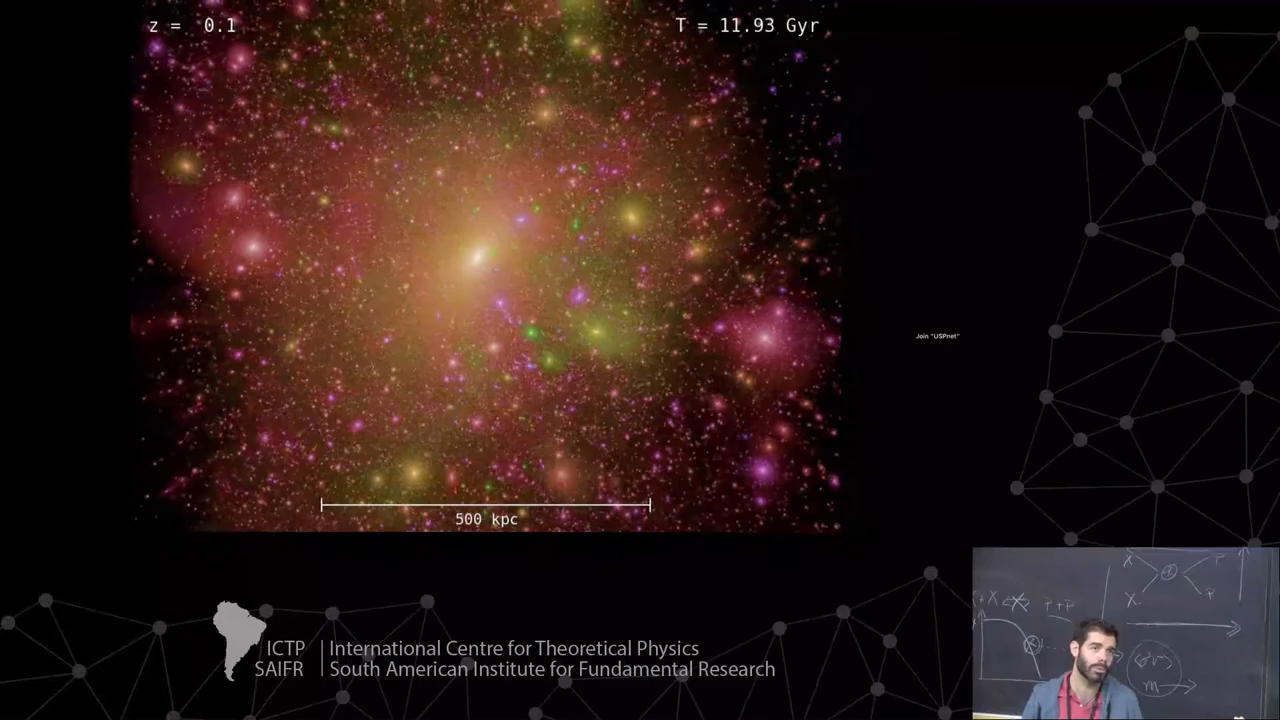 z =  0.1
T = 11.93 Gyr
500 kpc
Join "USPnet"
ICTP
SAIFR
International Centre for Theoretical Physics
South American Institute for Fundamental Research
X
P
X
P
P+P
m